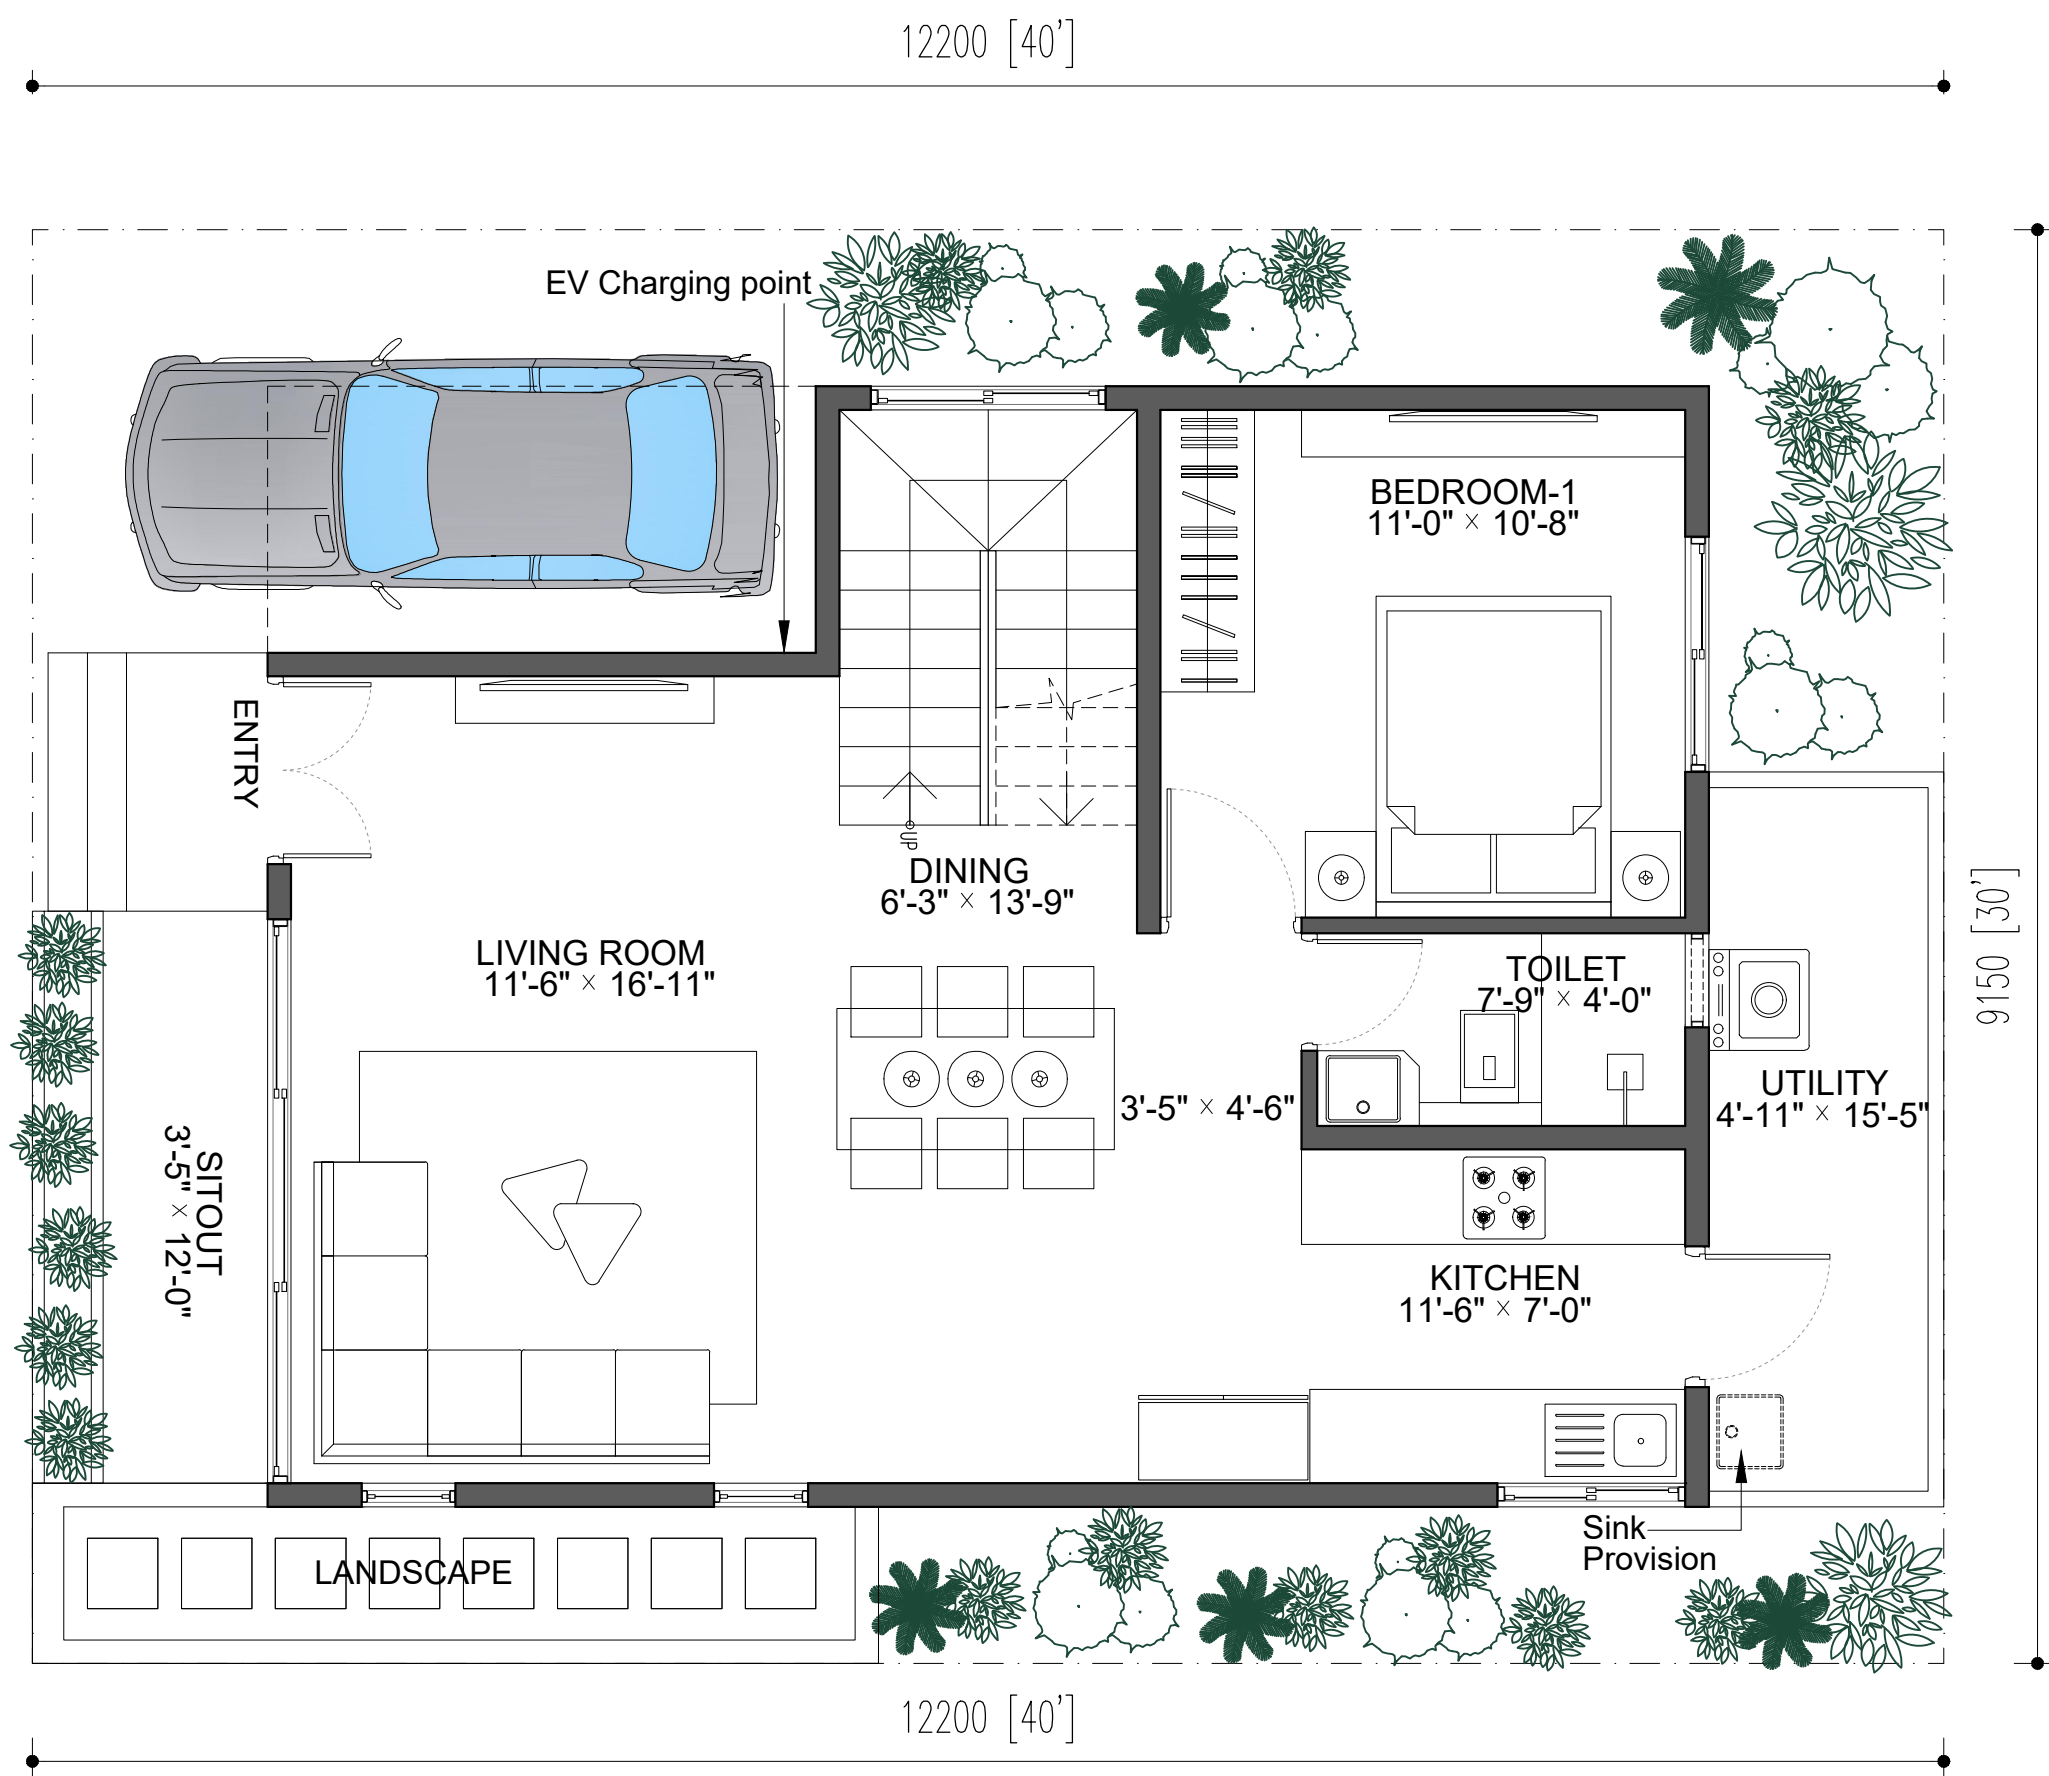 12200 [40']
EV Charging point
BEDROOM-1
11'-0" × 10'-8"
ENTRY
UP
DINING
6'-3" × 13'-9"
LIVING ROOM
11'-6" × 16'-11"
TOILET
7'-9" × 4'-0"
9150 [30']
UTILITY
4'-11" × 15'-5"
3'-5" × 4'-6"
SITOUT
3'-5" × 12'-0"
KITCHEN
11'-6" × 7'-0"
Sink
Provision
LANDSCAPE
12200 [40']